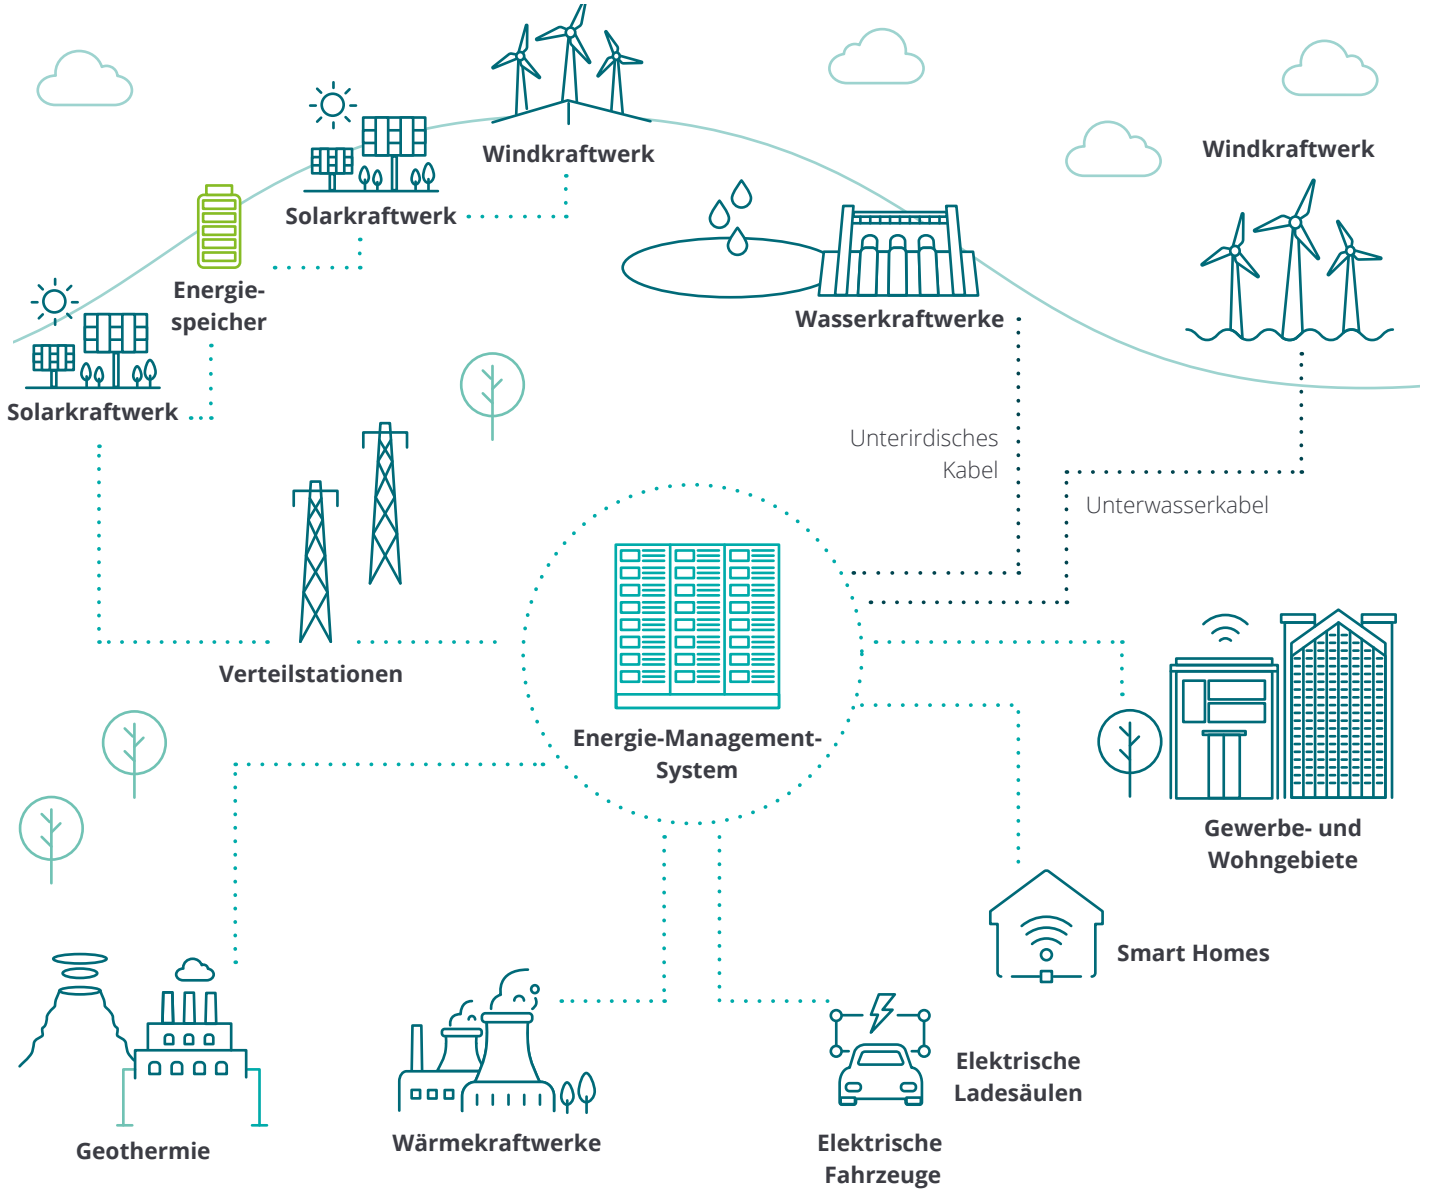 Windkraftwerk
Windkraftwerk
Solarkraftwerk
Energie-
speicher
Wasserkraftwerke
Solarkraftwerk
Unterirdisches
Kabel
Unterwasserkabel
Verteilstationen
Energie-Management-
System
Gewerbe- und
Wohngebiete
Smart Homes
Elektrische
Ladesäulen
Geothermie
Wärmekraftwerke
Elektrische
Fahrzeuge